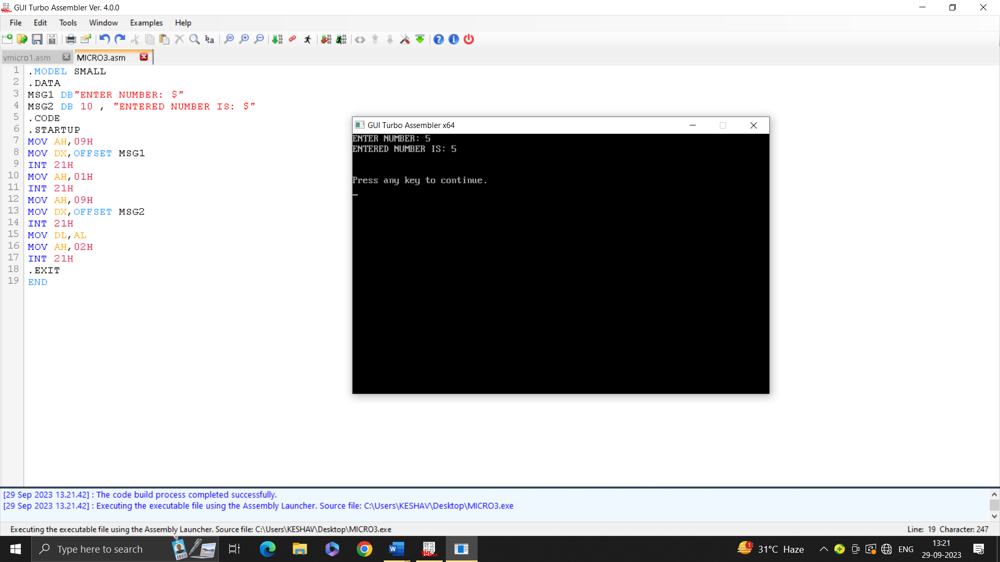 GUI Turbo Assembler Ver. 4.0.0
File Edit Tools Window Examples Help
vmicro1.asm MICRO3.asm
1 .MODEL SMALL
2 .DATA
3 MSG1 DB"ENTER NUMBER: $"
4 MSG2 DB 10 , "ENTERED NUMBER IS: $"
5 .CODE
6 .STARTUP
7 MOV AH,09H
8 MOV DX,OFFSET MSG1
9 INT 21H
10 MOV AH,01H
11 INT 21H
12 MOV AH,09H
13 MOV DX,OFFSET MSG2
14 INT 21H
15 MOV DL,AL
16 MOV AH,02H
17 INT 21H
18 .EXIT
19 END
GUI Turbo Assembler x64
ENTER NUMBER: 5
ENTERED NUMBER IS: 5
Press any key to continue.
[29 Sep 2023 13.21.42] : The code build process completed successfully.
[29 Sep 2023 13.21.42] : Executing the executable file using the Assembly Launcher. Source file: C:\Users\KESHAV\Desktop\MICRO3.exe
Executing the executable file using the Assembly Launcher. Source file: C:\Users\KESHAV\Desktop\MICRO3.exe
Line: 19 Character: 247
Type here to search
1
31°C Haze
ENG
13:21
29-09-2023